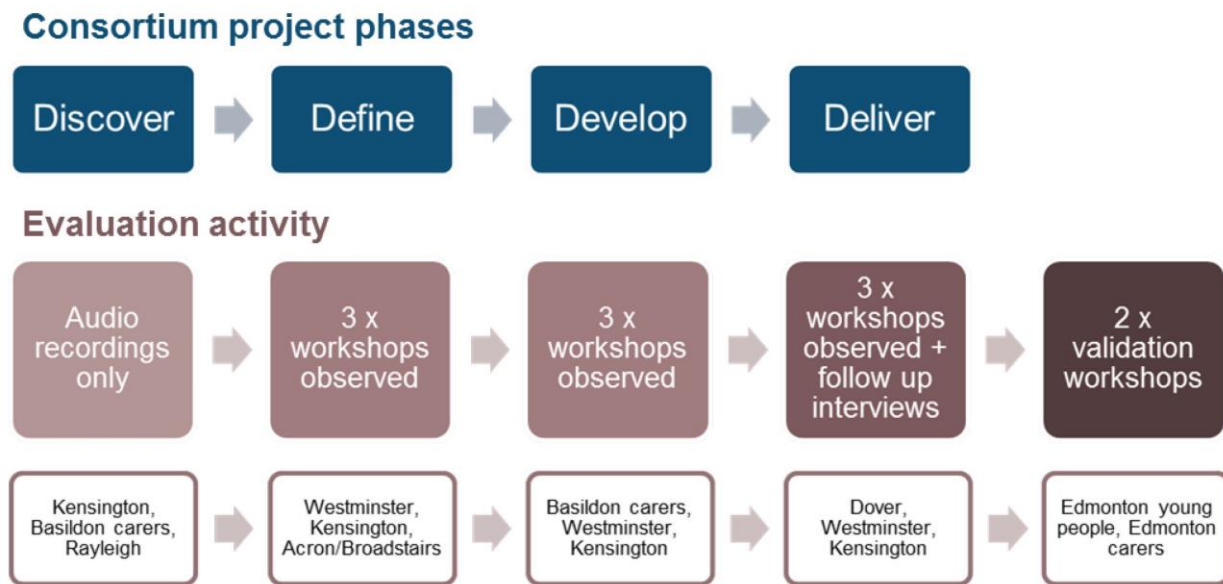 Consortium project phases
Discover
Define
Develop
Deliver
Evaluation activity
Audio
recordings
only
3 x
workshops
observed
3 x
workshops
observed
3 x
workshops
observed +
follow up
interviews
2 x
validation
workshops
Kensington,
Basildon carers,
Rayleigh
Westminster,
Kensington,
Acron/Broadstairs
Basildon carers,
Westminster,
Kensington
Dover,
Westminster,
Kensington
Edmonton young
people, Edmonton
carers